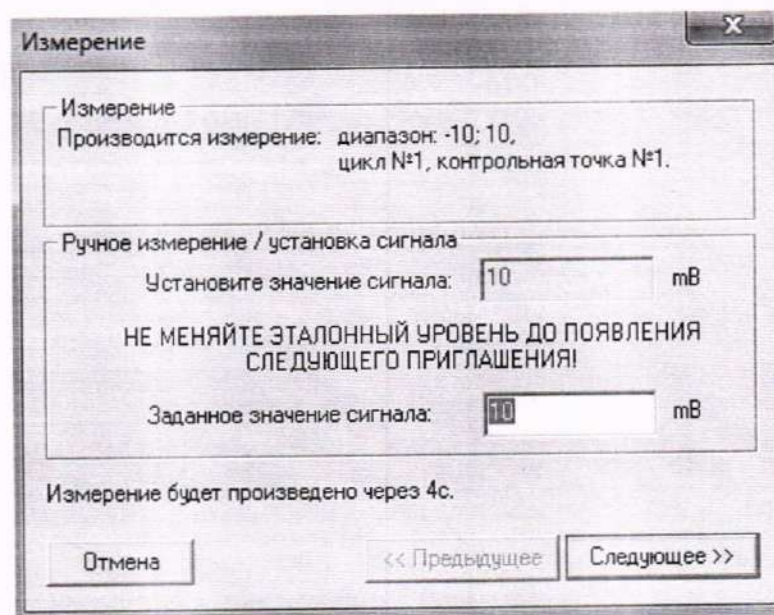 Измерение
X
Измерение
Производится измерение: диапазон: -10; 10,
цикл №1, контрольная точка №1.
Ручное измерение / установка сигнала
Установите значение сигнала: 10 mВ
НЕ МЕНЯЙТЕ ЭТАЛОННЫЙ УРОВЕНЬ ДО ПОЯВЛЕНИЯ
СЛЕДУЮЩЕГО ПРИГЛАШЕНИЯ!
Заданное значение сигнала: 10 mВ
Измерение будет произведено через 4с.
Отмена << Предыдущее Следующее >>